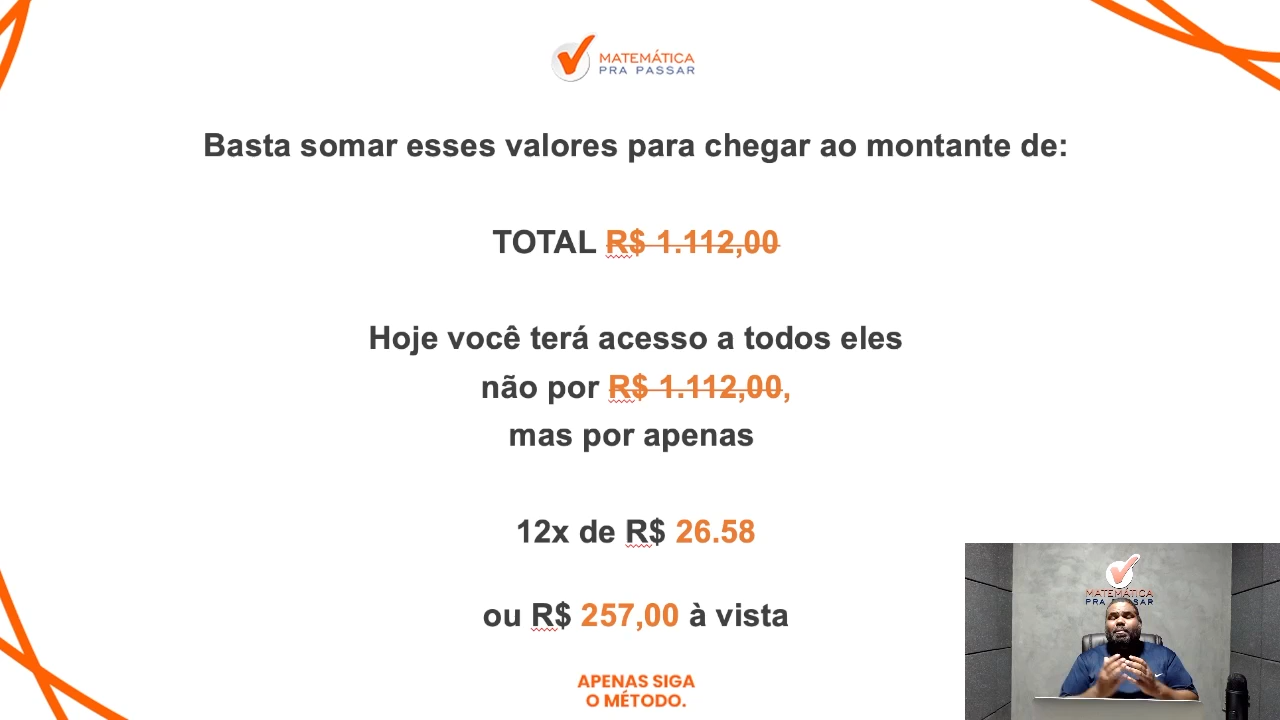 MATEMÁTICA
PRA PASSAR
Basta somar esses valores para chegar ao montante de:
TOTAL R$ 1.112,00
Hoje você terá acesso a todos eles
não por R$ 1.112,00,
mas por apenas
12x de R$ 26.58
ou R$ 257,00 à vista
APENAS SIGA
O MÉTODO.
MATEMÁTICA
PRA PASSAR